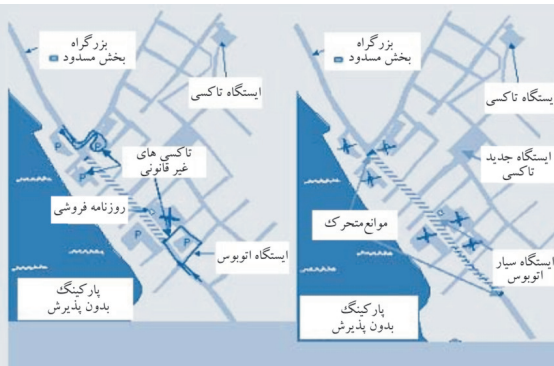 بزرگراه
بخش مسدود
ایستگاه تاکسی
P
P
تاکسی های
غیر قانونی
P
روزنامه فروشی
P
P
ایستگاه اتوبوس
پارکینگ
بدون پذیرش
بزرگراه
بخش مسدود
یستگاه تاکسی
ایستگاه جدید
تاکسی
موانع متحرک
ایستگاه سیار
اتوبوس
پارکینگ
بدون پذیرش